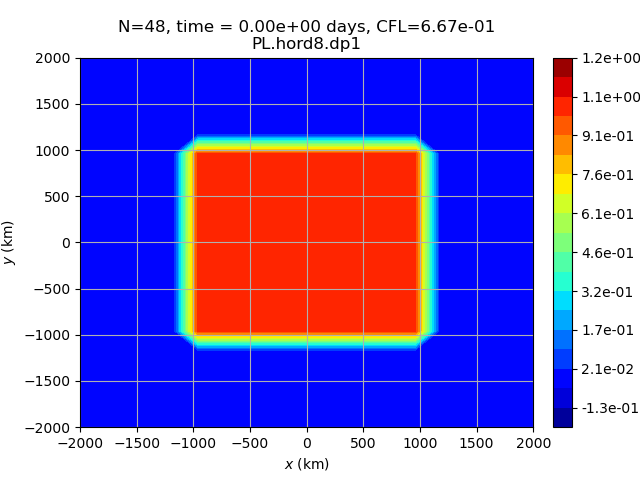 N=48, time = 0.00e+00 days, CFL=6.67e-01
PL.hord8.dp1
2000
1500
1000
500
0
−500
−1000
−1500
−2000
y (km)
−2000 −1500 −1000 −500 0 500 1000 1500 2000
x (km)
1.2e+00
1.1e+00
9.1e-01
7.6e-01
6.1e-01
4.6e-01
3.2e-01
1.7e-01
2.1e-02
-1.3e-01